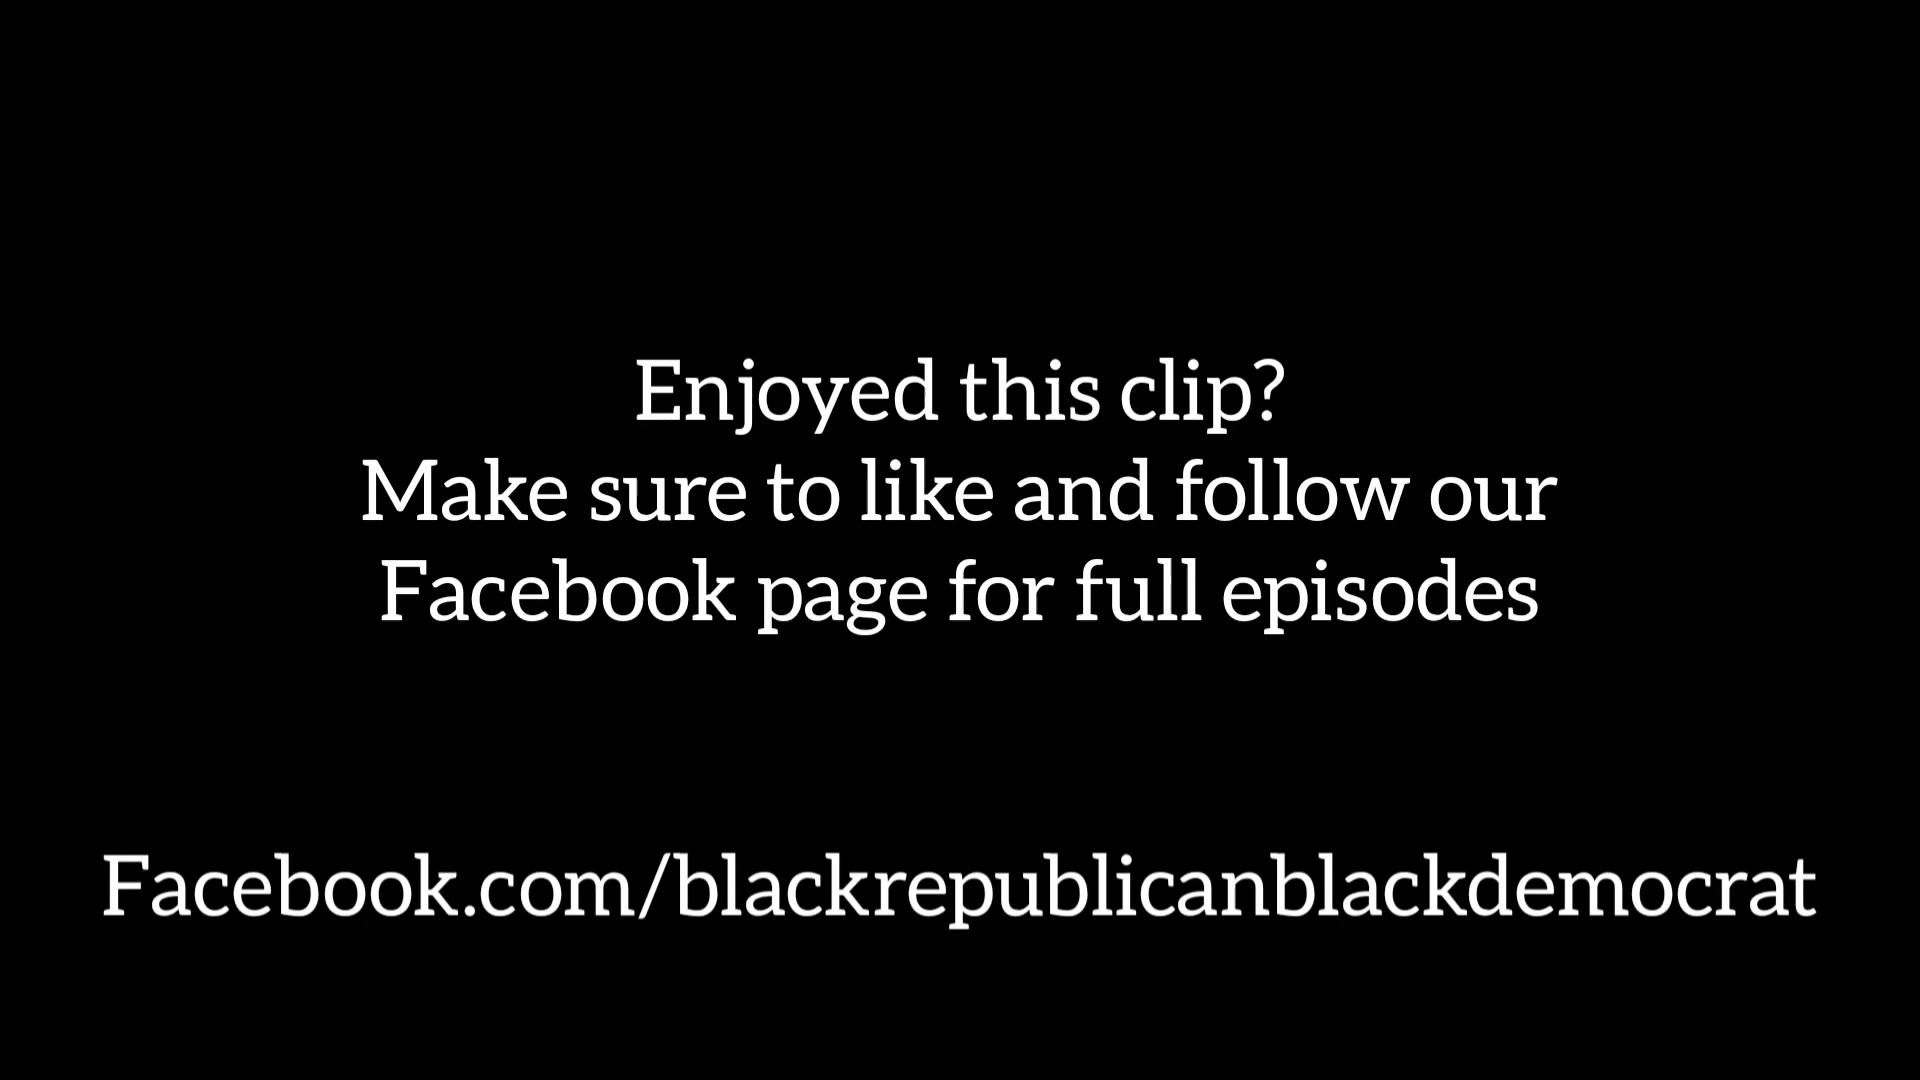 Enjoyed this clip?
Make sure to like and follow our
Facebook page for full episodes
Facebook.com/blackrepublicanblackdemocrat